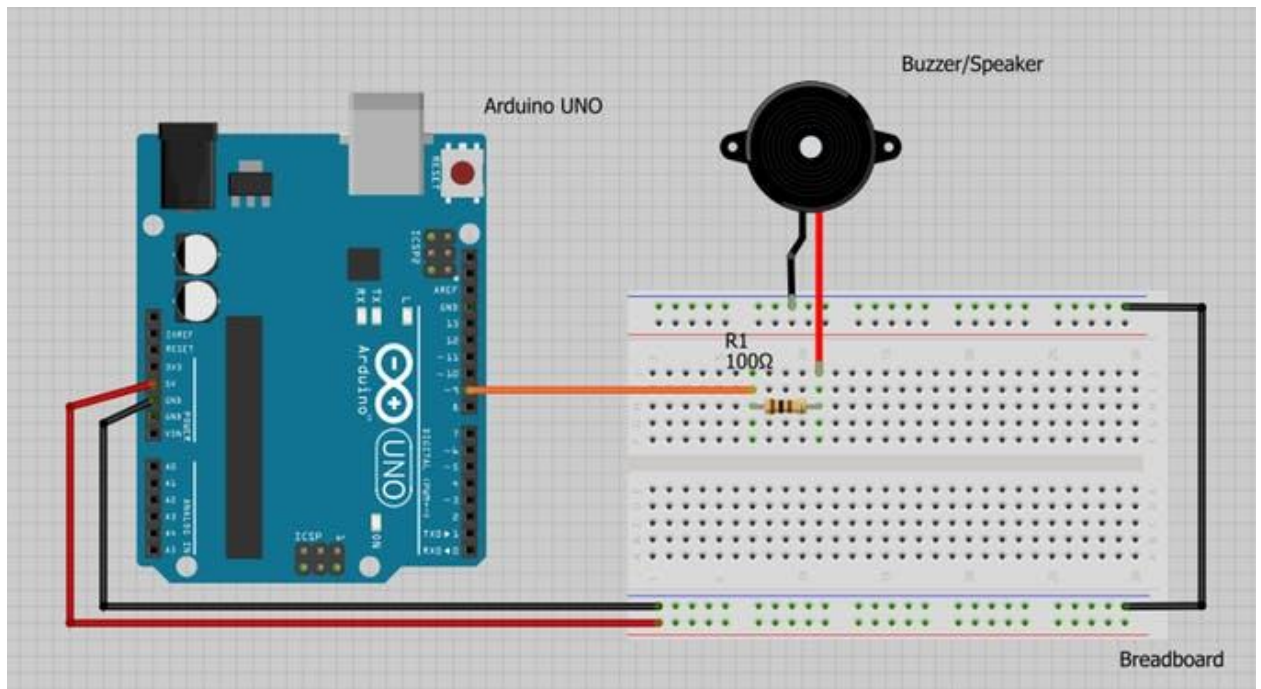 Buzzer/Speaker
Arduino UNO
RESET
ICSP2
AREF
GND
13
12
~11
~10
~9
8
RX
TX
L
Arduino
UNO
IOREF
RESET
3V3
5V
GND
GND
VIN
POWER
A0
A1
A2
A3
A4
A5
ANALOG IN
7
~6
~5
4
~3
2
TXD▶1
RXD◀0
DIGITAL (PWM~)
ICSP
ON
R1
100Ω
Breadboard